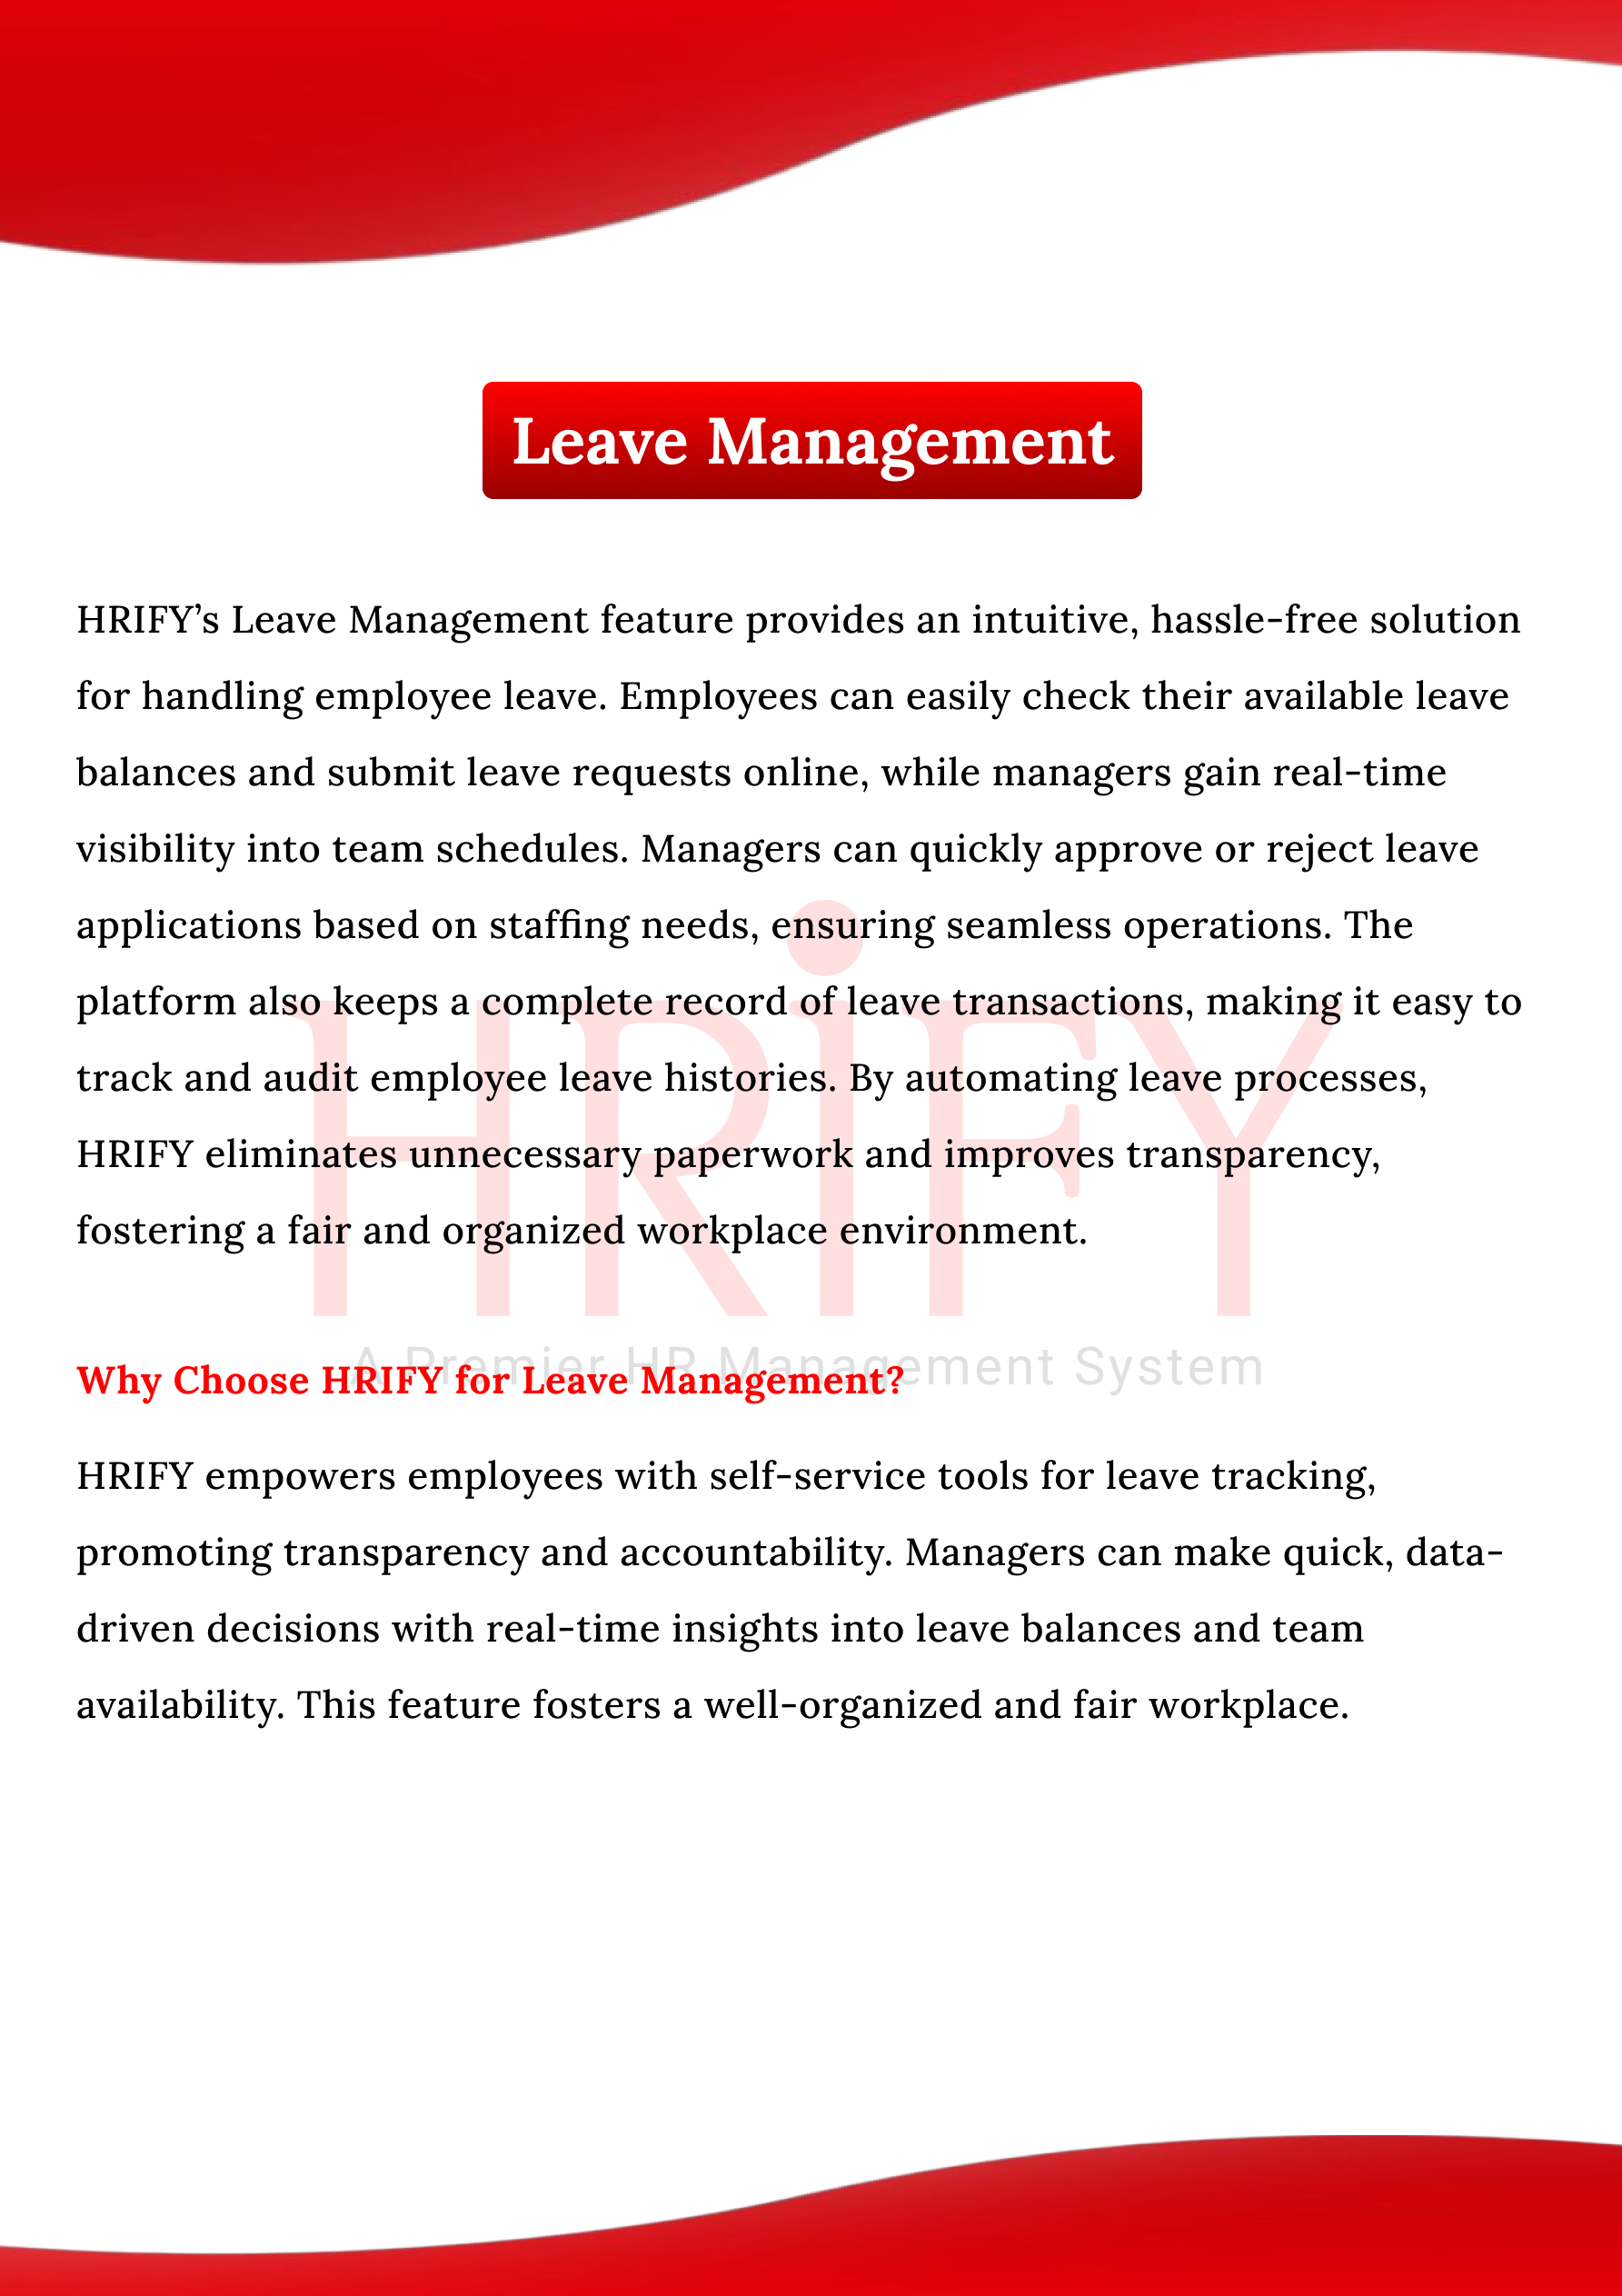 Leave Management
HRIFY’s Leave Management feature provides an intuitive, hassle-free solution
for handling employee leave. Employees can easily check their available leave
balances and submit leave requests online, while managers gain real-time
visibility into team schedules. Managers can quickly approve or reject leave
applications based on staffing needs, ensuring seamless operations. The
platform also keeps a complete record of leave transactions, making it easy to
track and audit employee leave histories. By automating leave processes,
HRIFY eliminates unnecessary paperwork and improves transparency,
fostering a fair and organized workplace environment.
HRiFY
A Premier HR Management System
Why Choose HRIFY for Leave Management?
HRIFY empowers employees with self-service tools for leave tracking,
promoting transparency and accountability. Managers can make quick, data-
driven decisions with real-time insights into leave balances and team
availability. This feature fosters a well-organized and fair workplace.